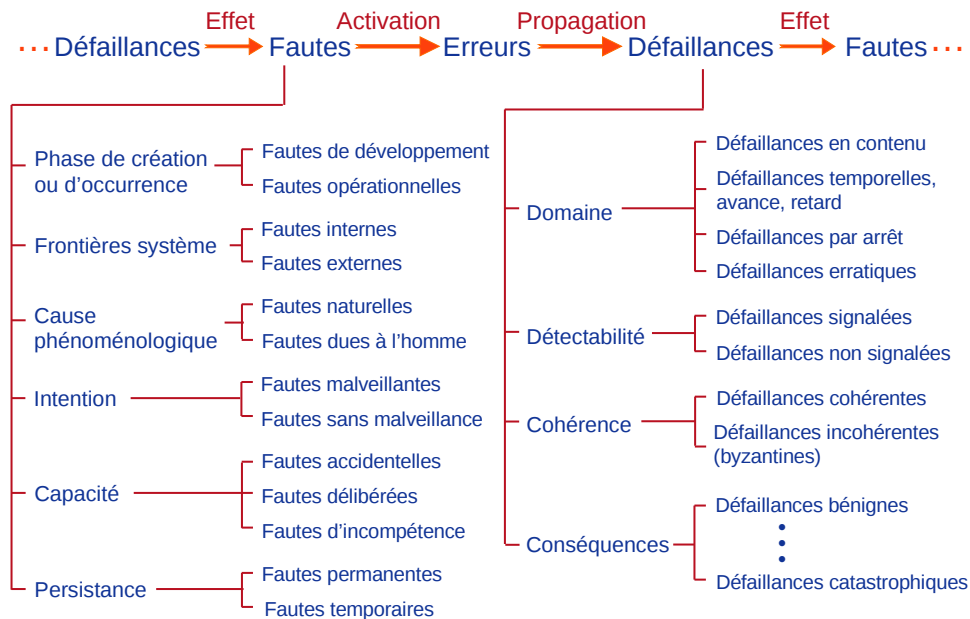 Effet Activation Propagation Effet
… Défaillances Fautes Erreurs Défaillances Fautes …
Phase de création
ou d’occurrence
Fautes de développement
Fautes opérationnelles
Frontières système
Fautes internes
Fautes externes
Cause
phénoménologique
Fautes naturelles
Fautes dues à l’homme
Intention
Fautes malveillantes
Fautes sans malveillance
Capacité
Fautes accidentelles
Fautes délibérées
Fautes d’incompétence
Persistance
Fautes permanentes
Fautes temporaires
Domaine
Défaillances en contenu
Défaillances temporelles,
avance, retard
Défaillances par arrêt
Défaillances erratiques
Détectabilité
Défaillances signalées
Défaillances non signalées
Cohérence
Défaillances cohérentes
Défaillances incohérentes
(byzantines)
Conséquences
Défaillances bénignes
Défaillances catastrophiques